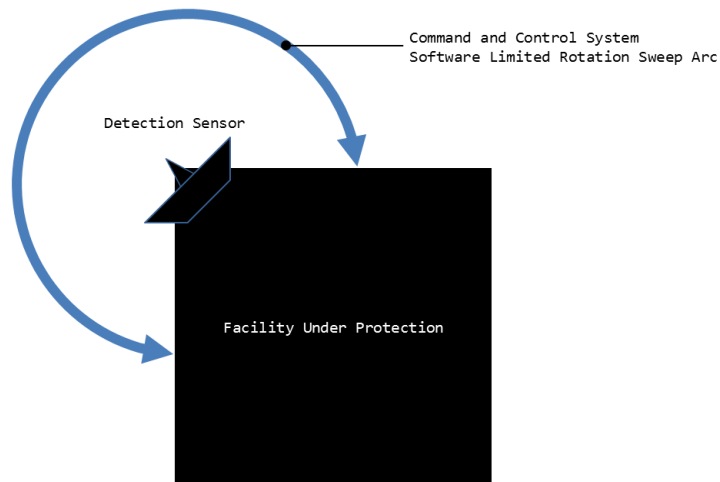 Command and Control System
Software Limited Rotation Sweep Arc
Detection Sensor
Facility Under Protection